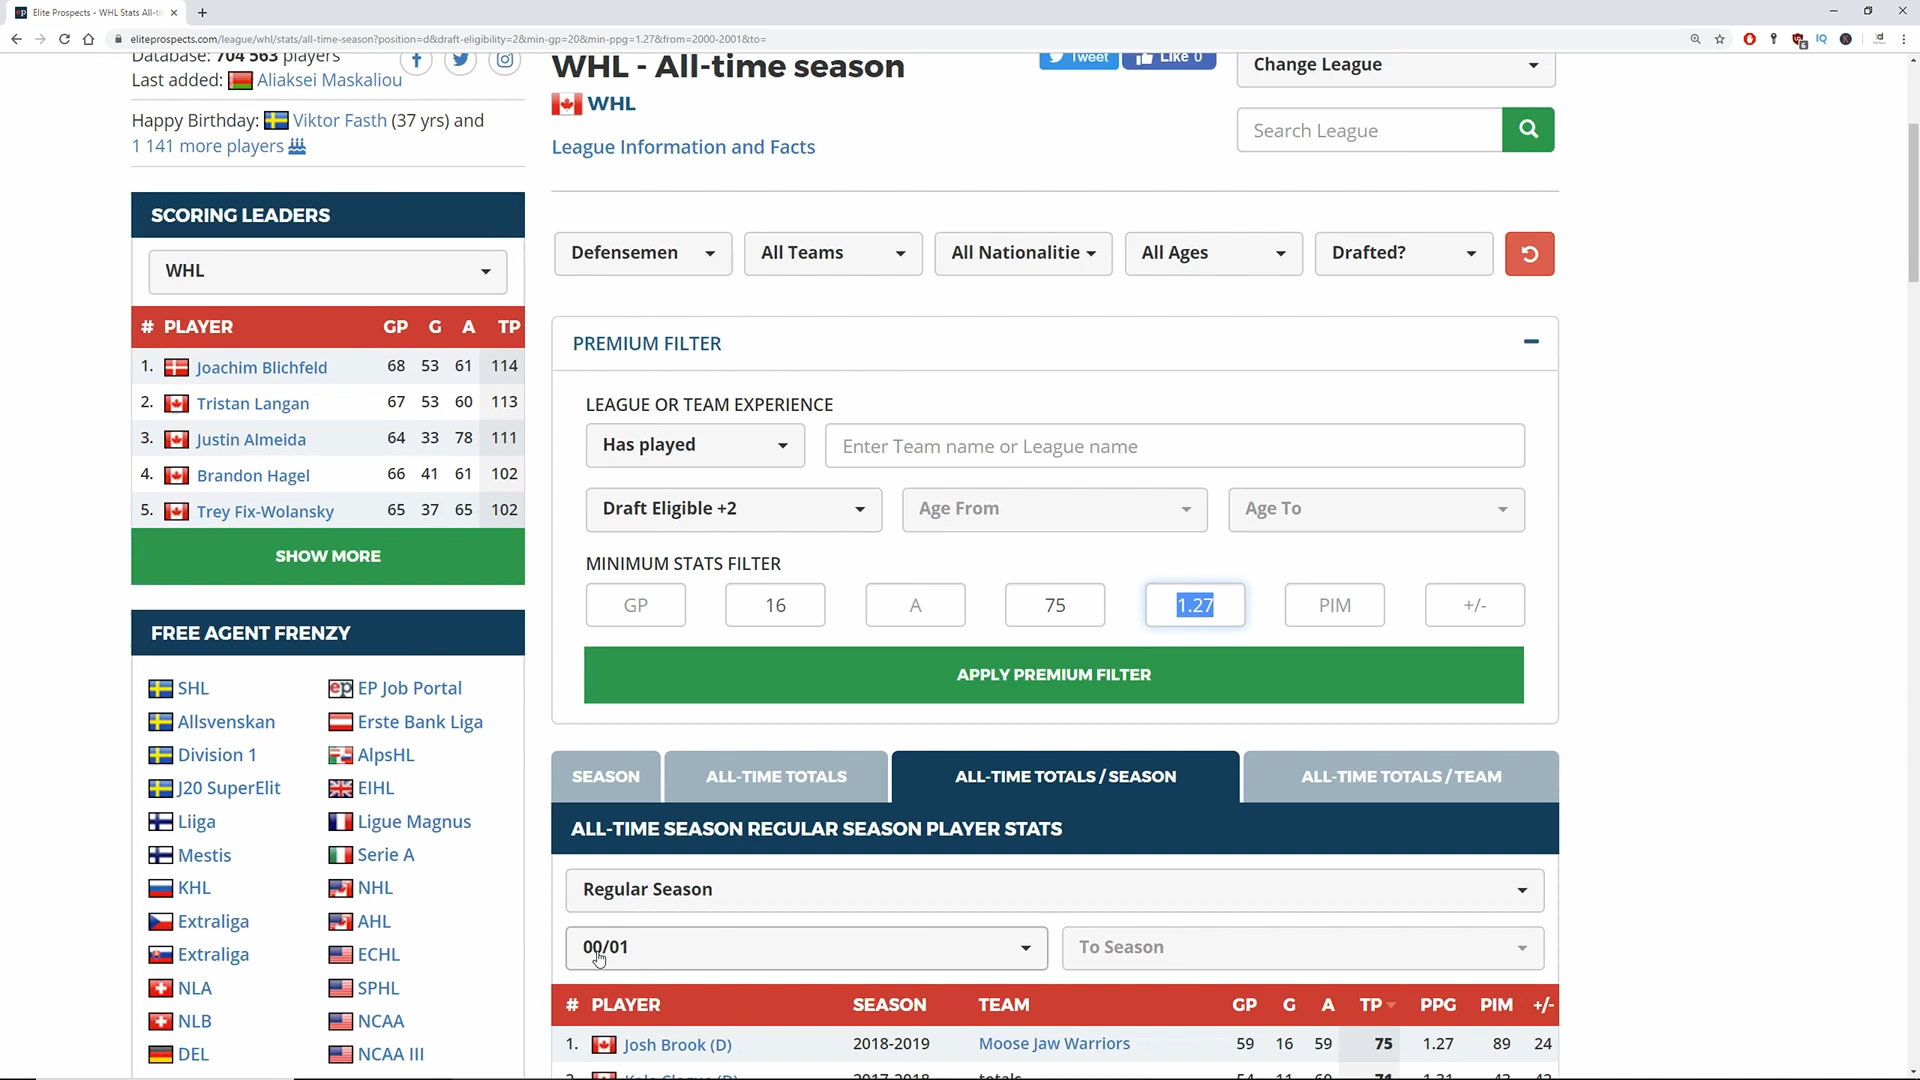 Elite Prospects - WHL Stats All-ti
eliteprospects.com/league/whl/stats/all-time-season?position=d&draft-eligibility=2&min-gp=20&min-ppg=1.27&from=2000-2001&to=
Database: 704 563 players
Last added: Aliaksei Maskaliou
Happy Birthday: Viktor Fasth (37 yrs) and
1 141 more players
SCORING LEADERS
WHL
# PLAYER GP G A TP
1. Joachim Blichfeld 68 53 61 114
2. Tristan Langan 67 53 60 113
3. Justin Almeida 64 33 78 111
4. Brandon Hagel 66 41 61 102
5. Trey Fix-Wolansky 65 37 65 102
SHOW MORE
FREE AGENT FRENZY
SHL EP Job Portal
Allsvenskan Erste Bank Liga
Division 1 AlpsHL
J20 SuperElit EIHL
Liiga Ligue Magnus
Mestis Serie A
KHL NHL
Extraliga AHL
Extraliga ECHL
NLA SPHL
NLB NCAA
DEL NCAA III
WHL - All-time season
Tweet Like 0
WHL
League Information and Facts
Change League
Search League
Defensemen All Teams All Nationalitie All Ages Drafted?
PREMIUM FILTER
LEAGUE OR TEAM EXPERIENCE
Has played Enter Team name or League name
Draft Eligible +2 Age From Age To
MINIMUM STATS FILTER
GP 16 A 75 1.27 PIM +/-
APPLY PREMIUM FILTER
SEASON ALL-TIME TOTALS ALL-TIME TOTALS / SEASON ALL-TIME TOTALS / TEAM
ALL-TIME SEASON REGULAR SEASON PLAYER STATS
Regular Season
00/01 To Season
# PLAYER SEASON TEAM GP G A TP PPG PIM +/-
1. Josh Brook (D) 2018-2019 Moose Jaw Warriors 59 16 59 75 1.27 89 24